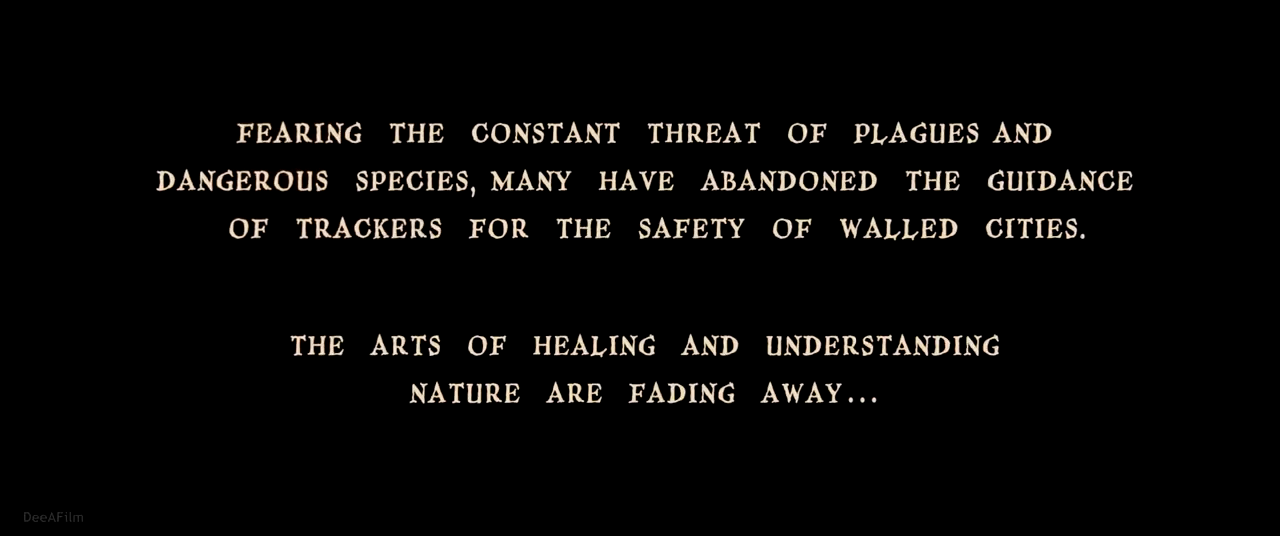 FEARING THE CONSTANT THREAT OF PLAGUES AND
DANGEROUS SPECIES, MANY HAVE ABANDONED THE GUIDANCE
OF TRACKERS FOR THE SAFETY OF WALLED CITIES.
THE ARTS OF HEALING AND UNDERSTANDING
NATURE ARE FADING AWAY...
DeeAFilm